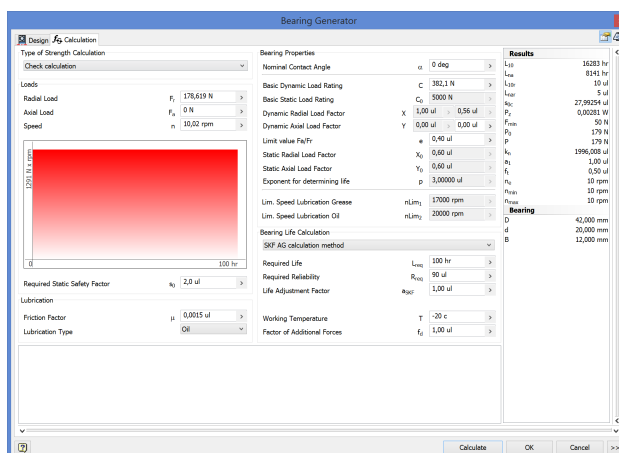 Bearing Generator
Design
Calculation
Type of Strength Calculation
Check calculation
Loads
Radial Load Fr 178,619 N
Axial Load Fa 0 N
Speed n 10,02 rpm
1291 N x rpm
0 100 hr
Required Static Safety Factor s0 2,0 ul
Lubrication
Friction Factor μ 0,0015 ul
Lubrication Type Oil
Bearing Properties
Nominal Contact Angle α 0 deg
Basic Dynamic Load Rating C 382,1 N
Basic Static Load Rating C0 5000 N
Dynamic Radial Load Factor X 1,00 ul 0,56 ul
Dynamic Axial Load Factor Y 0,00 ul 0,00 ul
Limit value Fa/Fr e 0,40 ul
Static Radial Load Factor X0 0,60 ul
Static Axial Load Factor Y0 0,60 ul
Exponent for determining life p 3,00000 ul
Lim. Speed Lubrication Grease nLim1 17000 rpm
Lim. Speed Lubrication Oil nLim2 20000 rpm
Bearing Life Calculation
SKF AG calculation method
Required Life Lreq 100 hr
Required Reliability Rreq 90 ul
Life Adjustment Factor aSKF 1,00 ul
Working Temperature T -20 c
Factor of Additional Forces fd 1,00 ul
Results
L10 16283 hr
Lna 8141 hr
L10r 10 ul
Lnar 5 ul
s0c 27,99254 ul
Pz 0,00281 W
Fmin 50 N
P0 179 N
P 179 N
kn 1996,008 ul
a1 1,00 ul
ft 0,50 ul
ne 10 rpm
nmin 10 rpm
nmax 10 rpm
Bearing
D 42,000 mm
d 20,000 mm
B 12,000 mm
Calculate OK Cancel >>